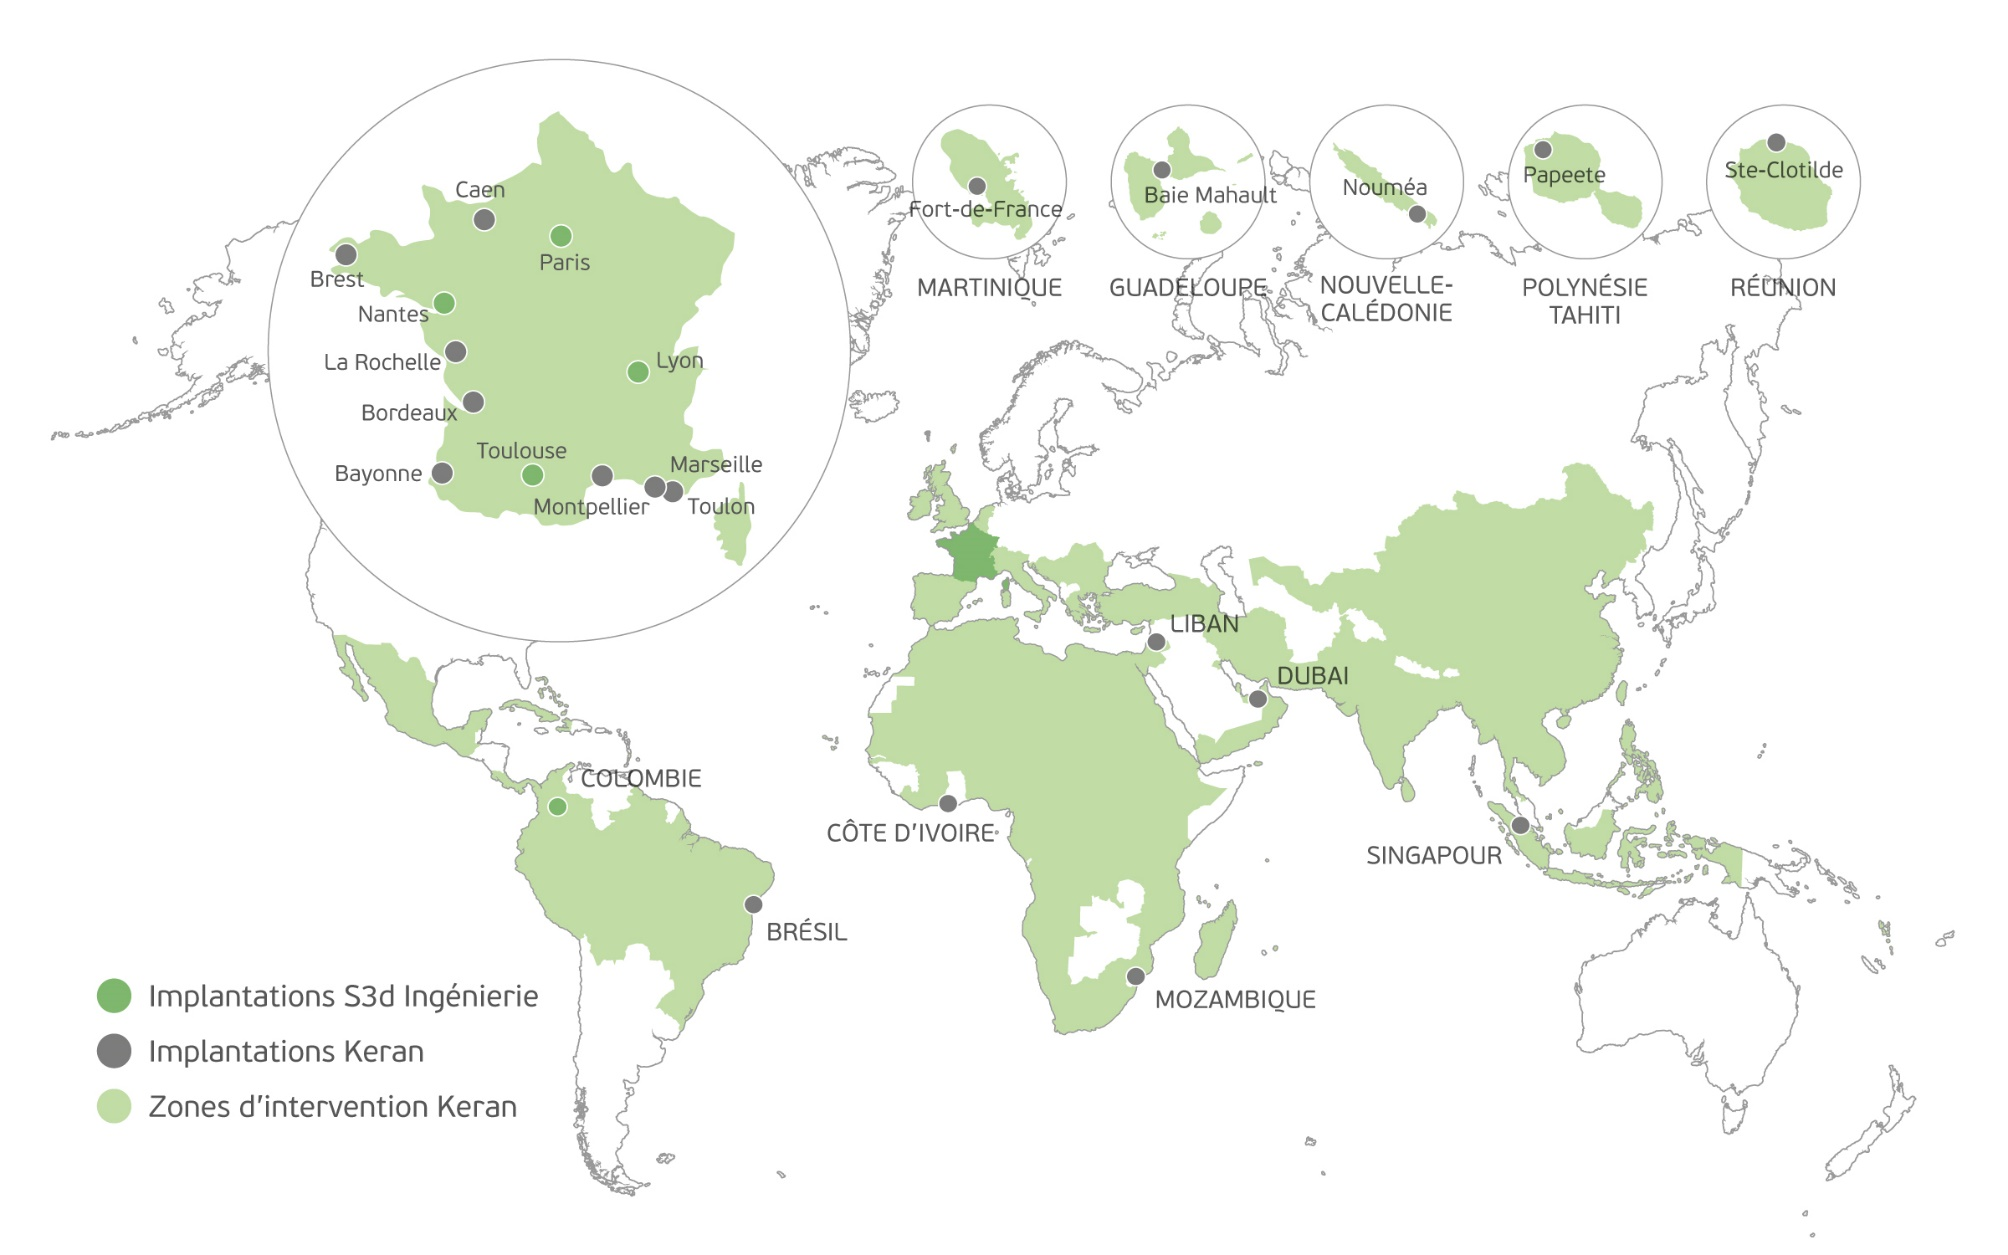 Caen
Paris
Brest
Nantes
La Rochelle
Lyon
Bordeaux
Toulouse
Bayonne
Marseille
Montpellier
Toulon
Fort-de-France
MARTINIQUE
Baie Mahault
GUADELOUPE
Nouméa
NOUVELLE-
CALÉDONIE
Papeete
POLYNÉSIE
TAHITI
Ste-Clotilde
RÉUNION
LIBAN
DUBAI
COLOMBIE
CÔTE D'IVOIRE
SINGAPOUR
BRÉSIL
MOZAMBIQUE
Implantations S3d Ingénierie
Implantations Keran
Zones d'intervention Keran